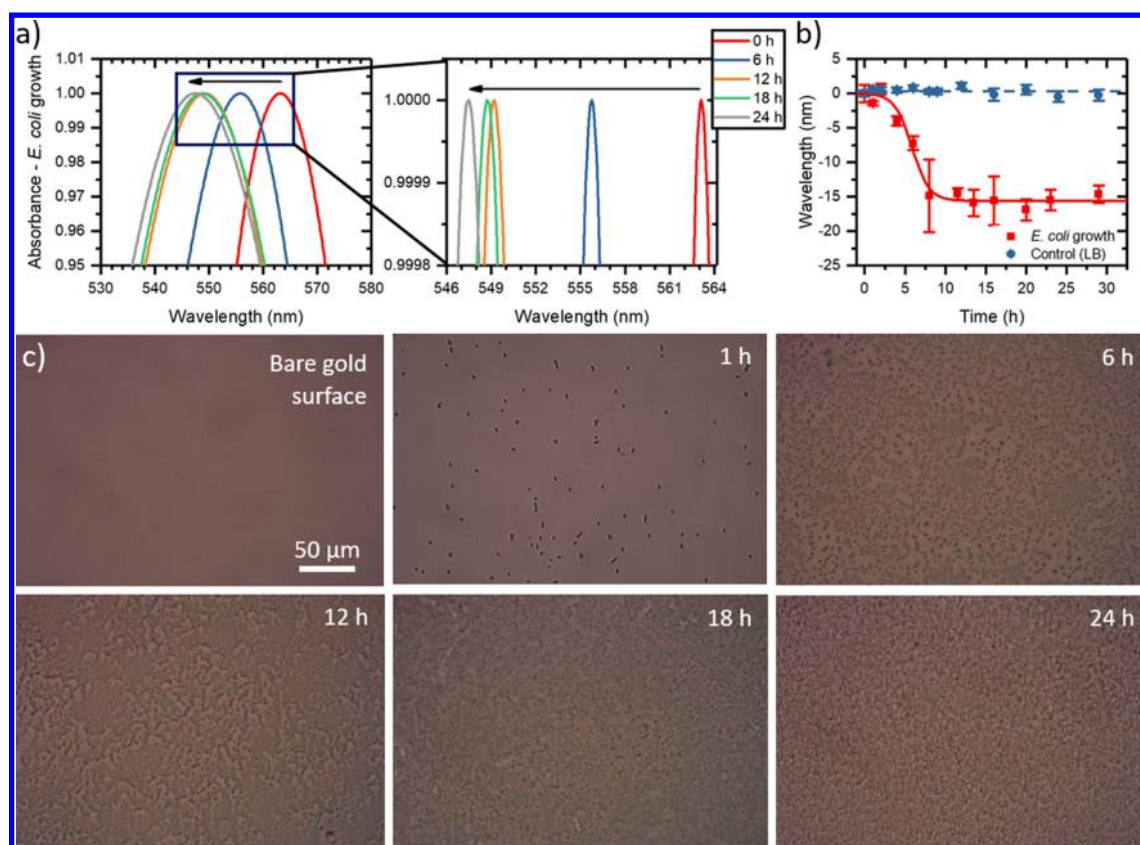 a)
Absorbance - E. coli growth
1.01
1.00
0.99
0.98
0.97
0.96
0.95
530 540 550 560 570 580
Wavelength (nm)
1.0000
0.9999
0.9998
546 549 552 555 558 561 564
Wavelength (nm)
0 h
6 h
12 h
18 h
24 h
b)
Wavelength (nm)
5
0
-5
-10
-15
-20
-25
E. coli growth
Control (LB)
0 5 10 15 20 25 30
Time (h)
c)
Bare gold
surface
50 µm
1 h
6 h
12 h
18 h
24 h